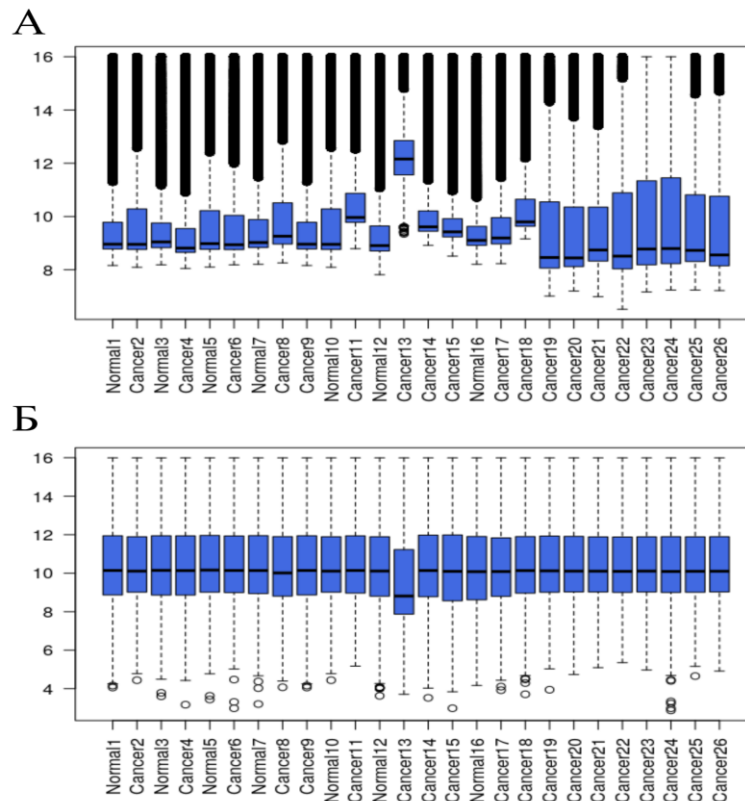 А
16
14
12
10
8
Normal1
Cancer2
Normal3
Cancer4
Normal5
Cancer6
Normal7
Cancer8
Cancer9
Normal10
Cancer11
Normal12
Cancer13
Cancer14
Cancer15
Normal16
Cancer17
Cancer18
Cancer19
Cancer20
Cancer21
Cancer22
Cancer23
Cancer24
Cancer25
Cancer26
Б
16
14
12
10
8
6
4
Normal1
Cancer2
Normal3
Cancer4
Normal5
Cancer6
Normal7
Cancer8
Cancer9
Normal10
Cancer11
Normal12
Cancer13
Cancer14
Cancer15
Normal16
Cancer17
Cancer18
Cancer19
Cancer20
Cancer21
Cancer22
Cancer23
Cancer24
Cancer25
Cancer26